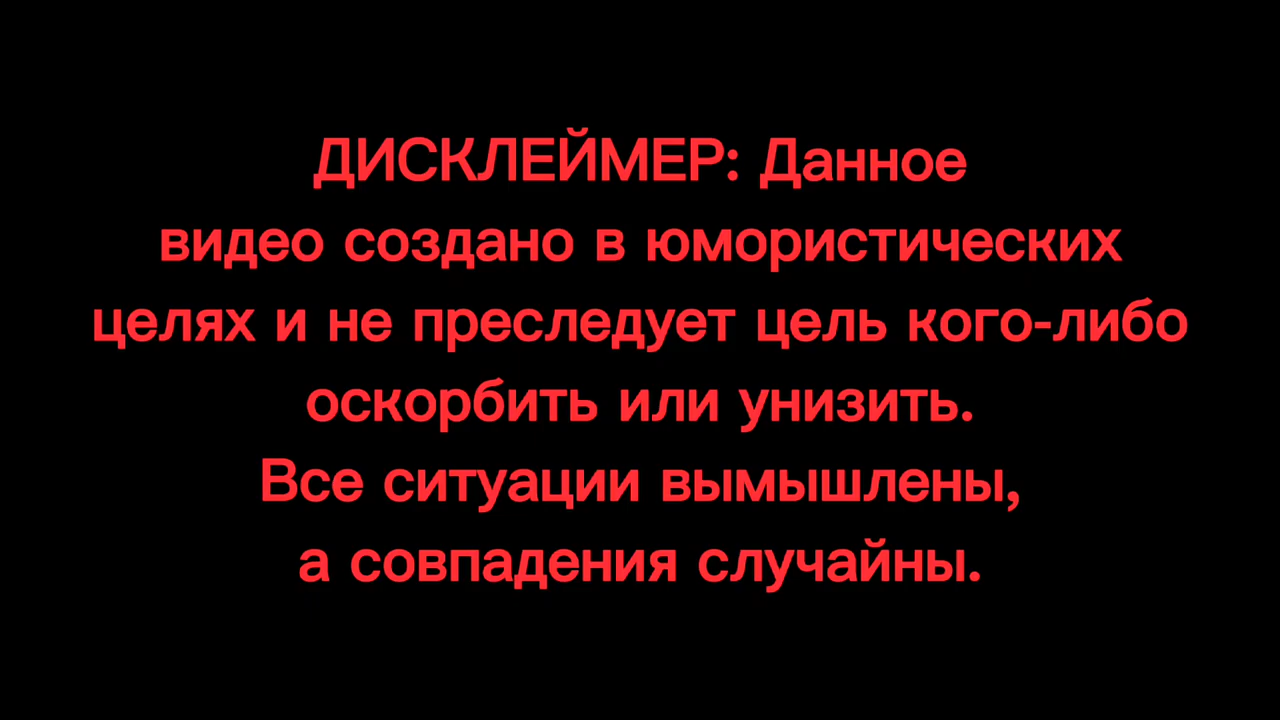 ДИСКЛЕЙМЕР: Данное
видео создано в юмористических
целях и не преследует цель кого-либо
оскорбить или унизить.
Все ситуации вымышлены,
а совпадения случайны.